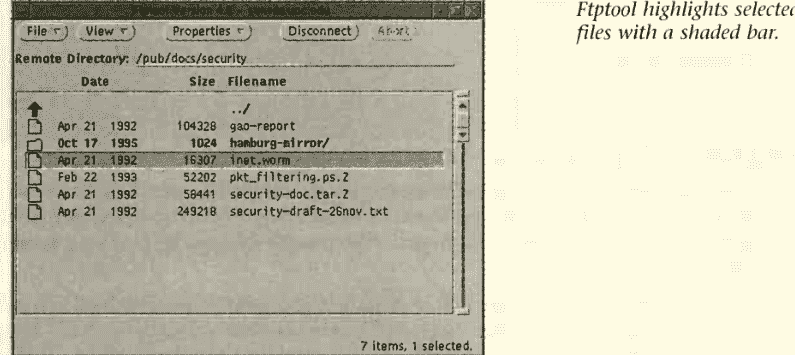 File View Properties Disconnect Abort
Remote Directory: /pub/docs/security
Date Size Filename
../
Apr 21 1992 104328 gao-report
Oct 17 1995 1024 hamburg-mirror/
Apr 21 1992 16307 inet.worm
Feb 22 1993 52202 pkt_filtering.ps.Z
Apr 21 1992 58441 security-doc.tar.Z
Apr 21 1992 249218 security-draft-26nov.txt
7 items, 1 selected.
Ftptool highlights selected
files with a shaded bar.